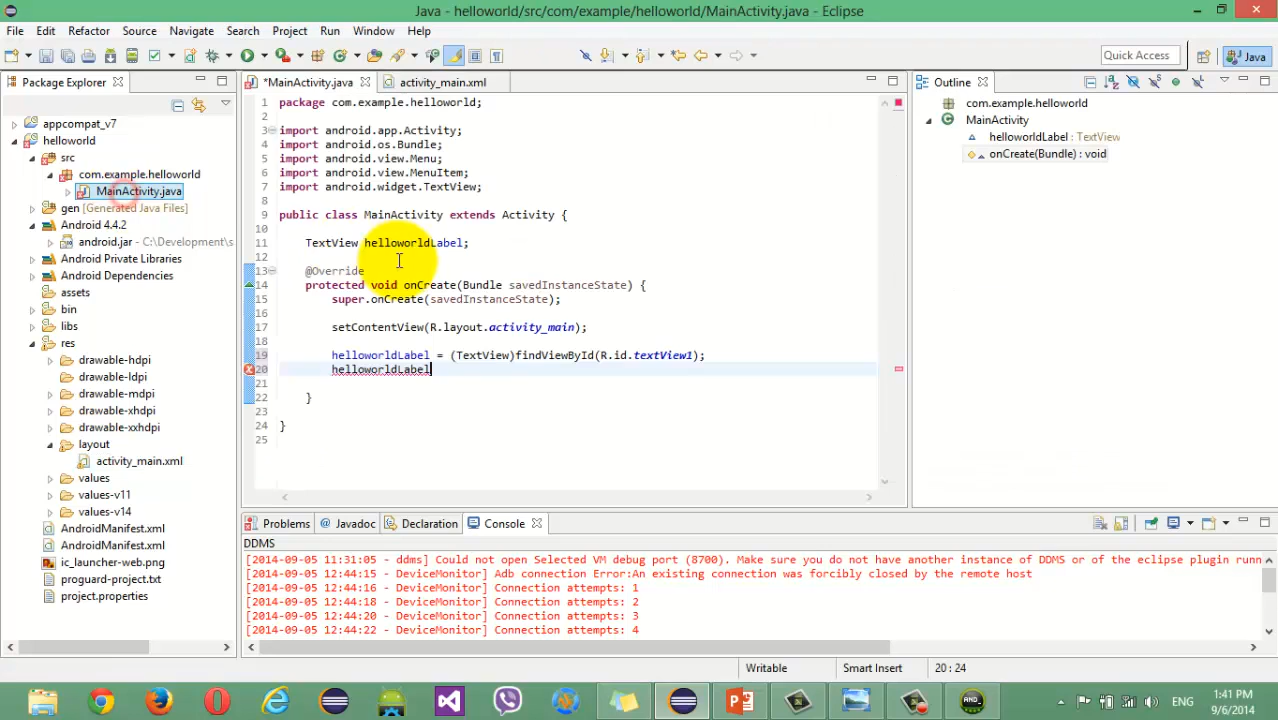 Java - helloworld/src/com/example/helloworld/MainActivity.java - Eclipse
File Edit Refactor Source Navigate Search Project Run Window Help
Quick Access
Java
Package Explorer
*MainActivity.java
activity_main.xml
Outline
appcompat_v7
helloworld
src
com.example.helloworld
MainActivity.java
gen [Generated Java Files]
Android 4.4.2
android.jar - C:\Development\s
Android Private Libraries
Android Dependencies
assets
bin
libs
res
drawable-hdpi
drawable-ldpi
drawable-mdpi
drawable-xhdpi
drawable-xxhdpi
layout
activity_main.xml
values
values-v11
values-v14
AndroidManifest.xml
AndroidManifest.xml
ic_launcher-web.png
proguard-project.txt
project.properties
1 package com.example.helloworld;
2
3 import android.app.Activity;
4 import android.os.Bundle;
5 import android.view.Menu;
6 import android.view.MenuItem;
7 import android.widget.TextView;
8
9 public class MainActivity extends Activity {
10
11 TextView helloworldLabel;
12
13 @Override
14 protected void onCreate(Bundle savedInstanceState) {
15 super.onCreate(savedInstanceState);
16
17 setContentView(R.layout.activity_main);
18
19 helloworldLabel = (TextView)findViewById(R.id.textView1);
20 helloworldLabel
21
22 }
23
24 }
25
com.example.helloworld
MainActivity
helloworldLabel : TextView
onCreate(Bundle) : void
Problems
@ Javadoc
Declaration
Console
DDMS
[2014-09-05 11:31:05 - ddms] Could not open Selected VM debug port (8700). Make sure you do not have another instance of DDMS or of the eclipse plugin runn
[2014-09-05 12:44:15 - DeviceMonitor] Adb connection Error:An existing connection was forcibly closed by the remote host
[2014-09-05 12:44:16 - DeviceMonitor] Connection attempts: 1
[2014-09-05 12:44:18 - DeviceMonitor] Connection attempts: 2
[2014-09-05 12:44:20 - DeviceMonitor] Connection attempts: 3
[2014-09-05 12:44:22 - DeviceMonitor] Connection attempts: 4
Writable
Smart Insert
20 : 24
ENG
1:41 PM
9/6/2014